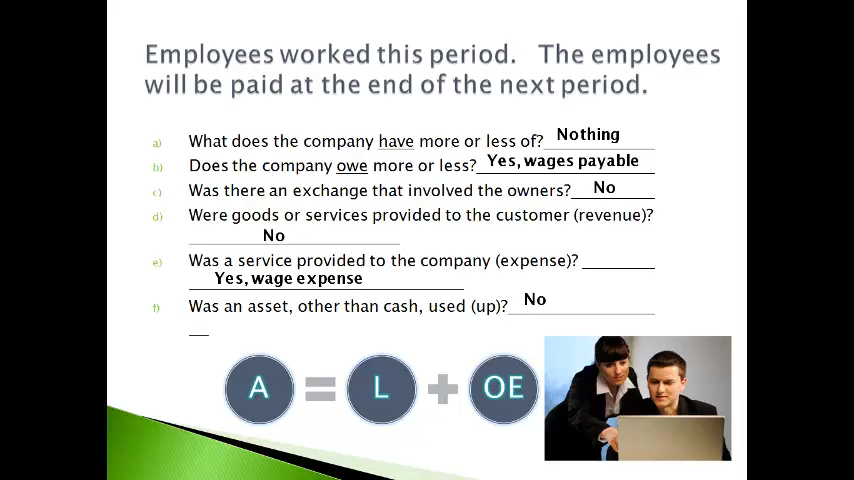 Employees worked this period. The employees
will be paid at the end of the next period.
a) What does the company have more or less of? Nothing
b) Does the company owe more or less? Yes, wages payable
c) Was there an exchange that involved the owners? No
d) Were goods or services provided to the customer (revenue)?
No
e) Was a service provided to the company (expense)?
Yes, wage expense
f) Was an asset, other than cash, used (up)? No
A = L + OE